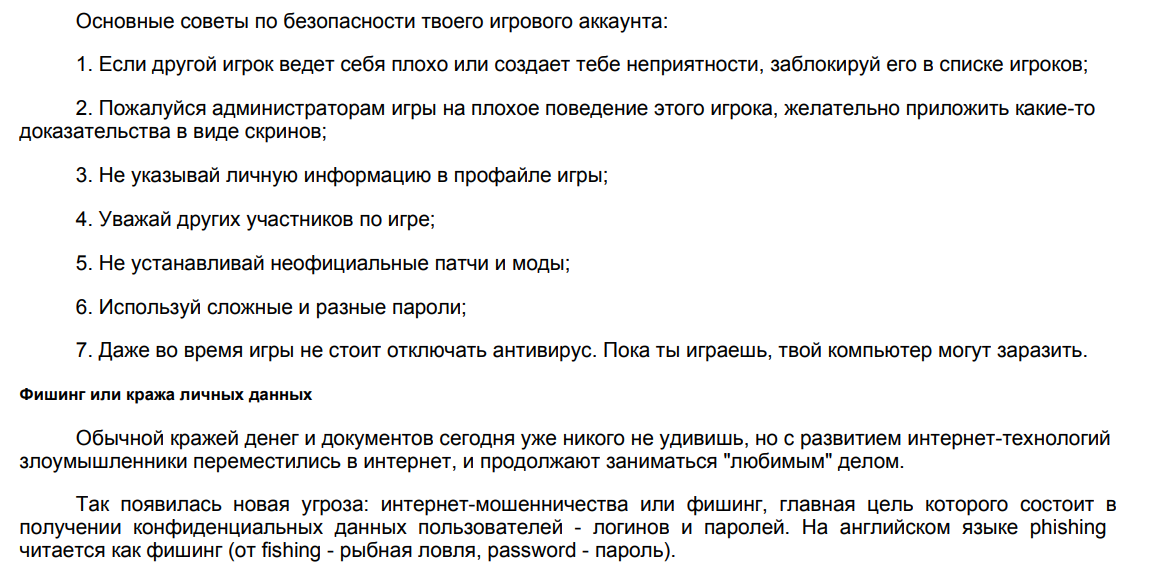 Основные советы по безопасности твоего игрового аккаунта:
1. Если другой игрок ведет себя плохо или создает тебе неприятности, заблокируй его в списке игроков;
2. Пожалуйся администраторам игры на плохое поведение этого игрока, желательно приложить какие-то
доказательства в виде скринов;
3. Не указывай личную информацию в профайле игры;
4. Уважай других участников по игре;
5. Не устанавливай неофициальные патчи и моды;
6. Используй сложные и разные пароли;
7. Даже во время игры не стоит отключать антивирус. Пока ты играешь, твой компьютер могут заразить.
Фишинг или кража личных данных
Обычной кражей денег и документов сегодня уже никого не удивишь, но с развитием интернет-технологий
злоумышленники переместились в интернет, и продолжают заниматься "любимым" делом.
Так появилась новая угроза: интернет-мошенничества или фишинг, главная цель которого состоит в
получении конфиденциальных данных пользователей - логинов и паролей. На английском языке phishing
читается как фишинг (от fishing - рыбная ловля, password - пароль).